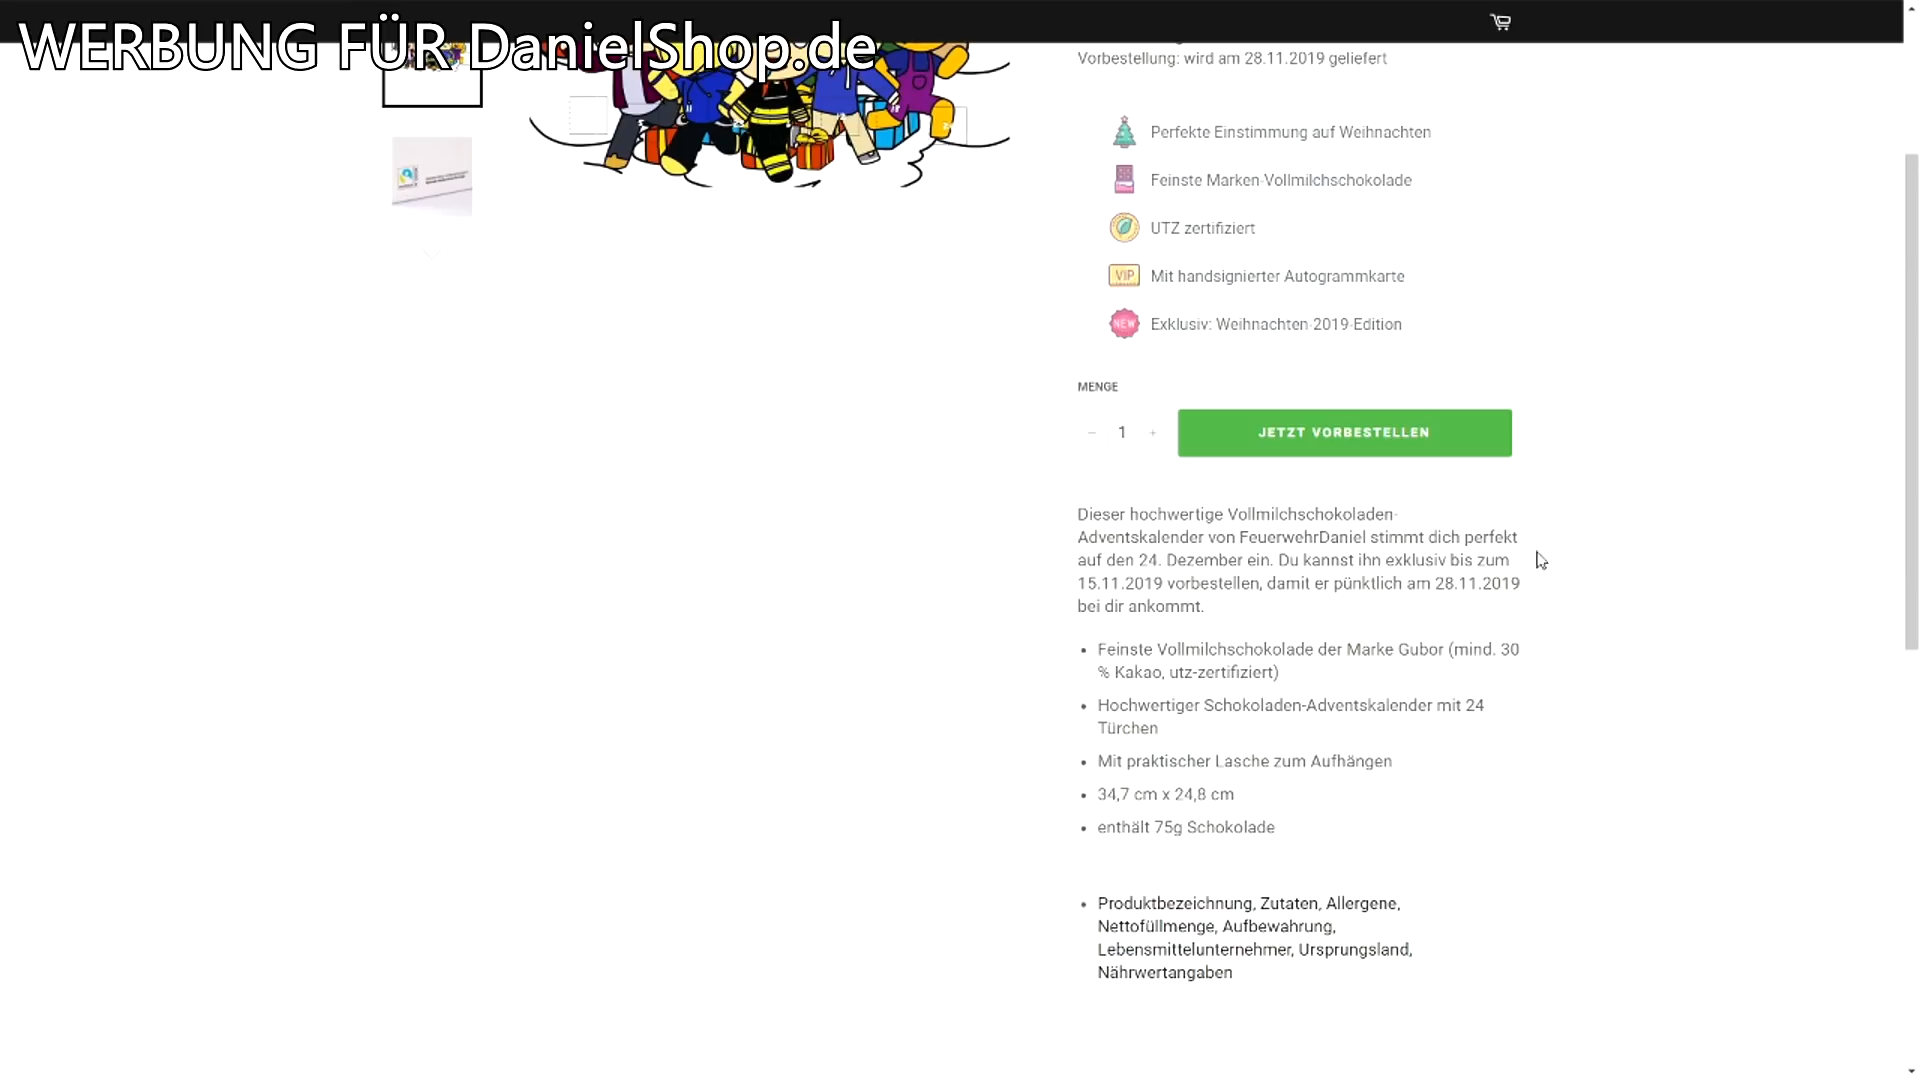 WERBUNG FÜR DanielShop.de
Vorbestellung: wird am 28.11.2019 geliefert
Perfekte Einstimmung auf Weihnachten
Feinste Marken-Vollmilchschokolade
UTZ zertifiziert
VIP
Mit handsignierter Autogrammkarte
NEW
Exklusiv: Weihnachten-2019-Edition
MENGE
− 1 +
JETZT VORBESTELLEN
Dieser hochwertige Vollmilchschokoladen-
Adventskalender von FeuerwehrDaniel stimmt dich perfekt
auf den 24. Dezember ein. Du kannst ihn exklusiv bis zum
15.11.2019 vorbestellen, damit er pünktlich am 28.11.2019
bei dir ankommt.
• Feinste Vollmilchschokolade der Marke Gubor (mind. 30
% Kakao, utz-zertifiziert)
• Hochwertiger Schokoladen-Adventskalender mit 24
Türchen
• Mit praktischer Lasche zum Aufhängen
• 34,7 cm x 24,8 cm
• enthält 75g Schokolade
• Produktbezeichnung, Zutaten, Allergene,
Nettofüllmenge, Aufbewahrung,
Lebensmittelunternehmer, Ursprungsland,
Nährwertangaben